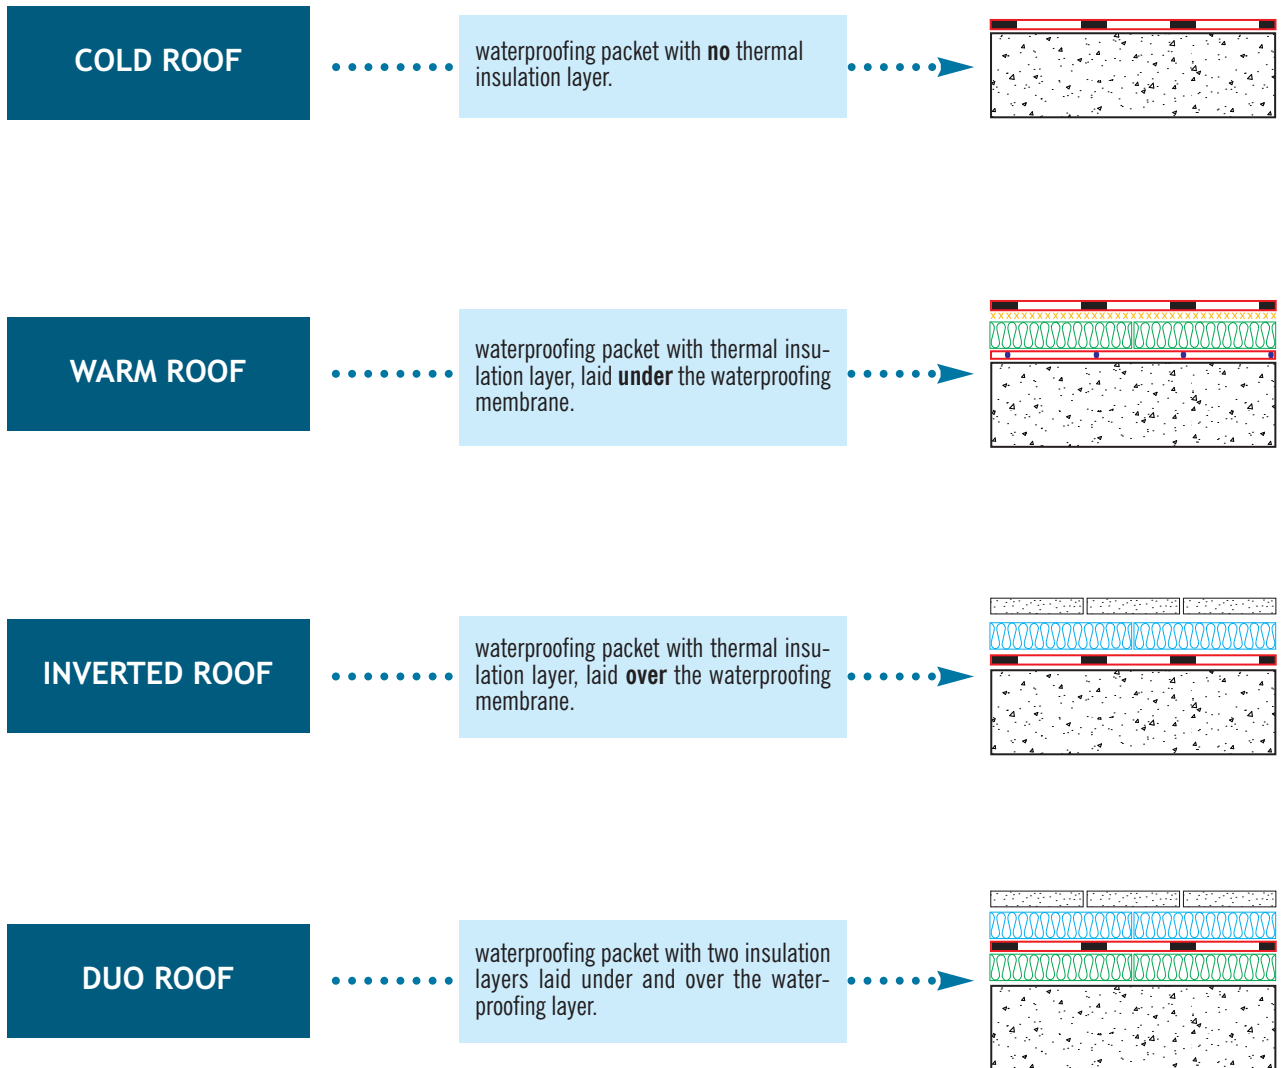 COLD ROOF
waterproofing packet with no thermal
insulation layer.
WARM ROOF
waterproofing packet with thermal insu-
lation layer, laid under the waterproofing
membrane.
INVERTED ROOF
waterproofing packet with thermal insu-
lation layer, laid over the waterproofing
membrane.
DUO ROOF
waterproofing packet with two insulation
layers laid under and over the water-
proofing layer.